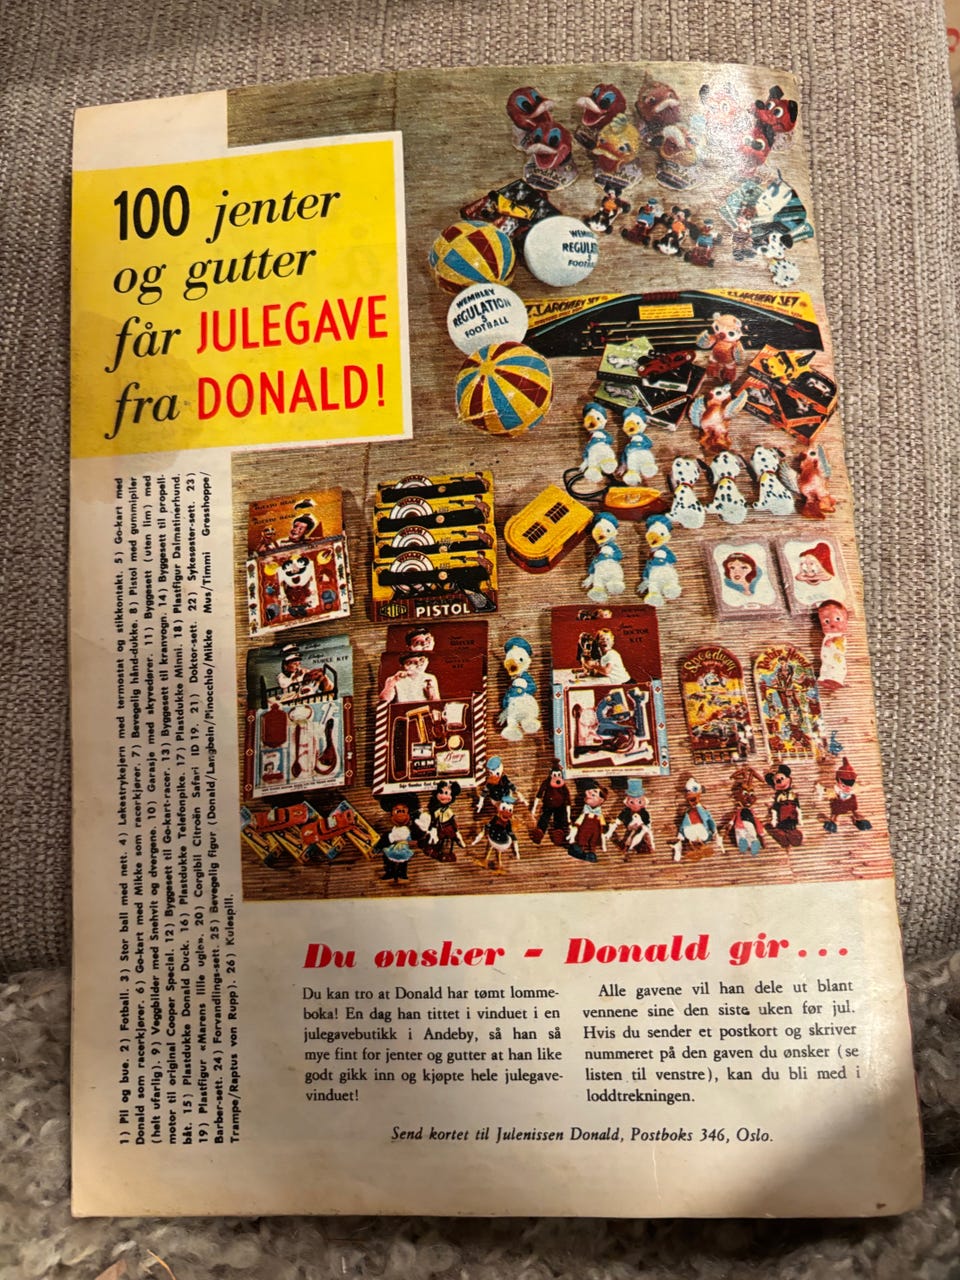 100 jenter
og gutter
får JULEGAVE
fra DONALD!
1) Pil og bue. 2) Fotball. 3) Stor ball med nett. 4) Lekestrykejern med termostat og stikkontakt. 5) Go-kart med
Donald som racerkjører. 6) Go-kart med Mikke som racerkjører. 7) Bevegelig hånd-dukke. 8) Pistol med gummipiler
(helt ufarlig). 9) Veggbilder med Snehvit og dvergene. 10) Garasje med skyvedører. 11) Byggesett (uten lim) med
motor til original Cooper Special. 12) Byggesett til Go-kart-racer. 13) Byggesett til kranvogn. 14) Byggesett til propell-
båt. 15) Plastdukke Donald Duck. 16) Plastdukke Telefonpike. 17) Plastdukke Minni. 18) Plastfigur Dalmatinerhund.
19) Plastfigur «Marens lille ugle». 20) Corgibil Citroën Safari ID 19. 21) Doktor-sett. 22) Sykesøster-sett. 23)
Barber-sett. 24) Forvandlings-sett. 25) Bevegelig figur (Donald/Langbein/Pinocchio/Mikke Mus/Timmi Gresshoppe/
Trampe/Raptus von Rupp). 26) Kulespill.
WEMBLEY
REGULATION
5
FOOTBALL
REGUL
5
FOOTBA
ARCHERY SET
ARCHERY SET
POTATO HEAD
PISTOL
NURSE KIT
DOCTOR
KIT
GEM
Speedway
Robin Hood
Du ønsker - Donald gir...
Du kan tro at Donald har tømt lomme-
boka! En dag han tittet i vinduet i en
julegavebutikk i Andeby, så han så
mye fint for jenter og gutter at han like
godt gikk inn og kjøpte hele julegave-
vinduet!
Alle gavene vil han dele ut blant
vennene sine den siste uken før jul.
Hvis du sender et postkort og skriver
nummeret på den gaven du ønsker (se
listen til venstre), kan du bli med i
loddtrekningen.
Send kortet til Julenissen Donald, Postboks 346, Oslo.